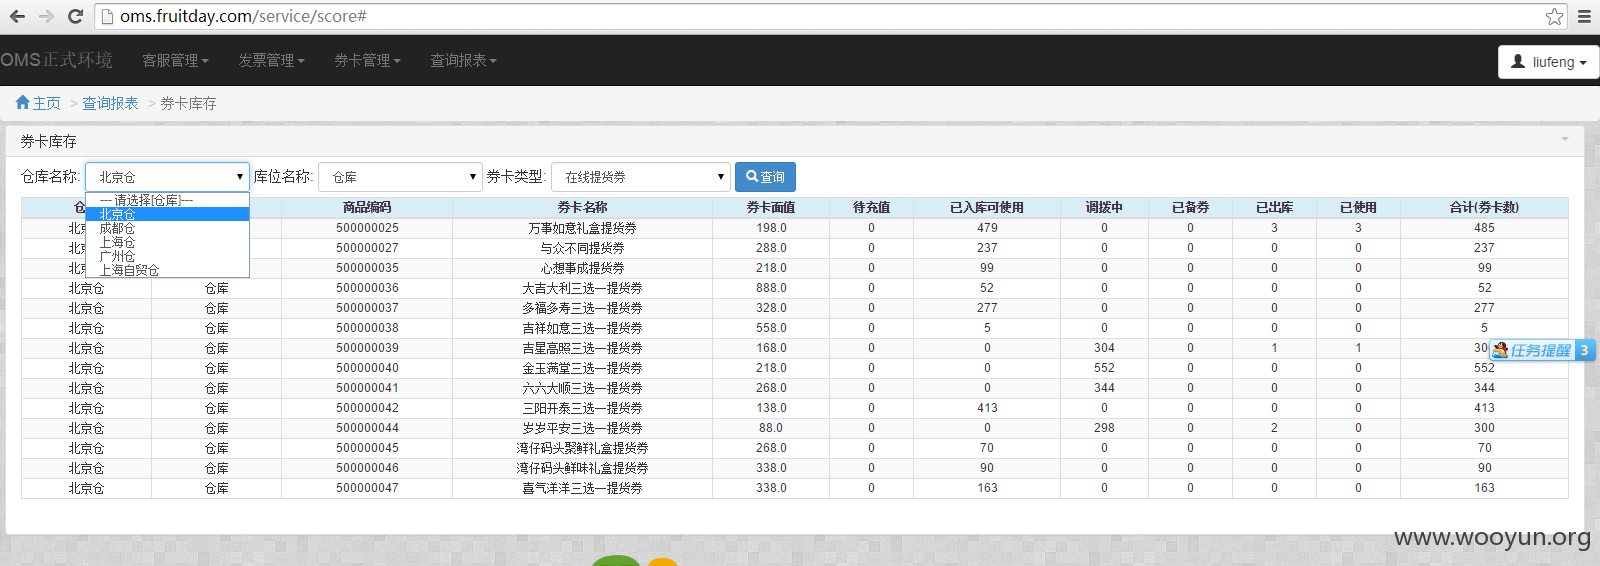 oms.fruitday.com/service/score#
OMS正式环境 客服管理 发票管理 券卡管理 查询报表 liufeng
主页 > 查询报表 > 券卡库存
券卡库存
仓库名称: 北京仓 库位名称: 仓库 券卡类型: 在线提货券 查询
---请选择[仓库]---
北京仓
成都仓
上海仓
广州仓
上海自贸仓
仓 商品编码 券卡名称 券卡面值 待充值 已入库可使用 调拨中 已备券 已出库 已使用 合计(券卡数)
北京 500000025 万事如意礼盒提货券 198.0 0 479 0 0 3 3 485
北京 500000027 与众不同提货券 288.0 0 237 0 0 0 0 237
北京 500000035 心想事成提货券 218.0 0 99 0 0 0 0 99
北京仓 仓库 500000036 大吉大利三选一提货券 888.0 0 52 0 0 0 0 52
北京仓 仓库 500000037 多福多寿三选一提货券 328.0 0 277 0 0 0 0 277
北京仓 仓库 500000038 吉祥如意三选一提货券 558.0 0 5 0 0 0 0 5
北京仓 仓库 500000039 吉星高照三选一提货券 168.0 0 0 304 0 1 1 30
任务提醒 3
北京仓 仓库 500000040 金玉满堂三选一提货券 218.0 0 0 552 0 0 0 552
北京仓 仓库 500000041 六六大顺三选一提货券 268.0 0 0 344 0 0 0 344
北京仓 仓库 500000042 三阳开泰三选一提货券 138.0 0 413 0 0 0 0 413
北京仓 仓库 500000044 岁岁平安三选一提货券 88.0 0 0 298 0 2 0 300
北京仓 仓库 500000045 湾仔码头聚鲜礼盒提货券 268.0 0 70 0 0 0 0 70
北京仓 仓库 500000046 湾仔码头鲜味礼盒提货券 338.0 0 90 0 0 0 0 90
北京仓 仓库 500000047 喜气洋洋三选一提货券 338.0 0 163 0 0 0 0 163
www.wooyun.org